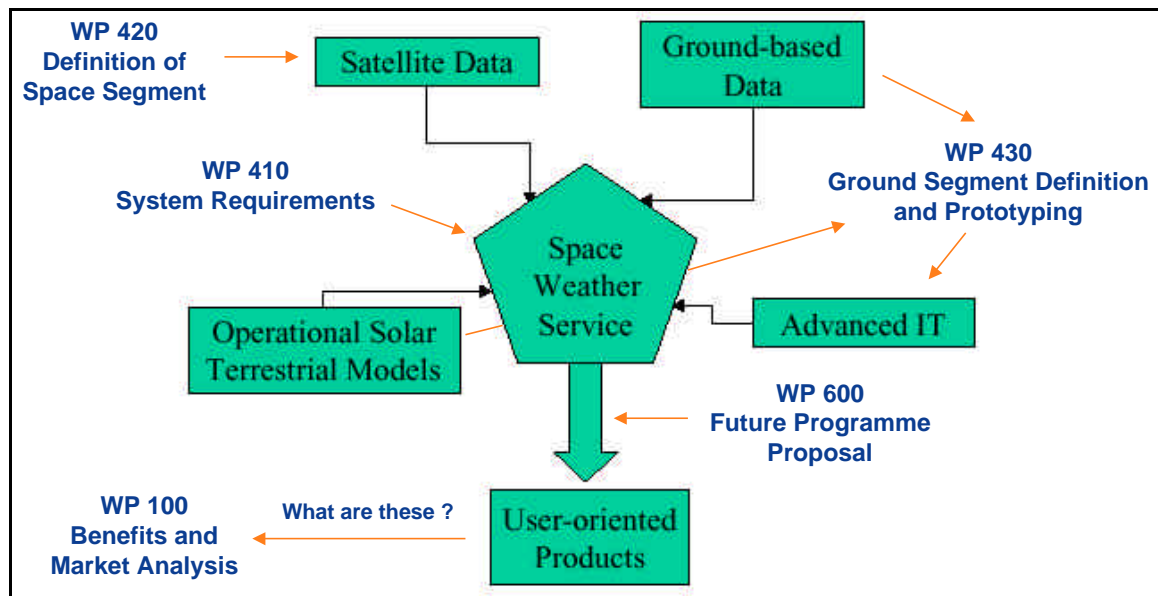 WP 420
Definition of
Space Segment
Satellite Data
Ground-based
Data
WP 410
System Requirements
WP 430
Ground Segment Definition
and Prototyping
Space
Weather
Service
Operational Solar
Terrestrial Models
Advanced IT
WP 600
Future Programme
Proposal
WP 100
Benefits and
Market Analysis
What are these ?
User-oriented
Products